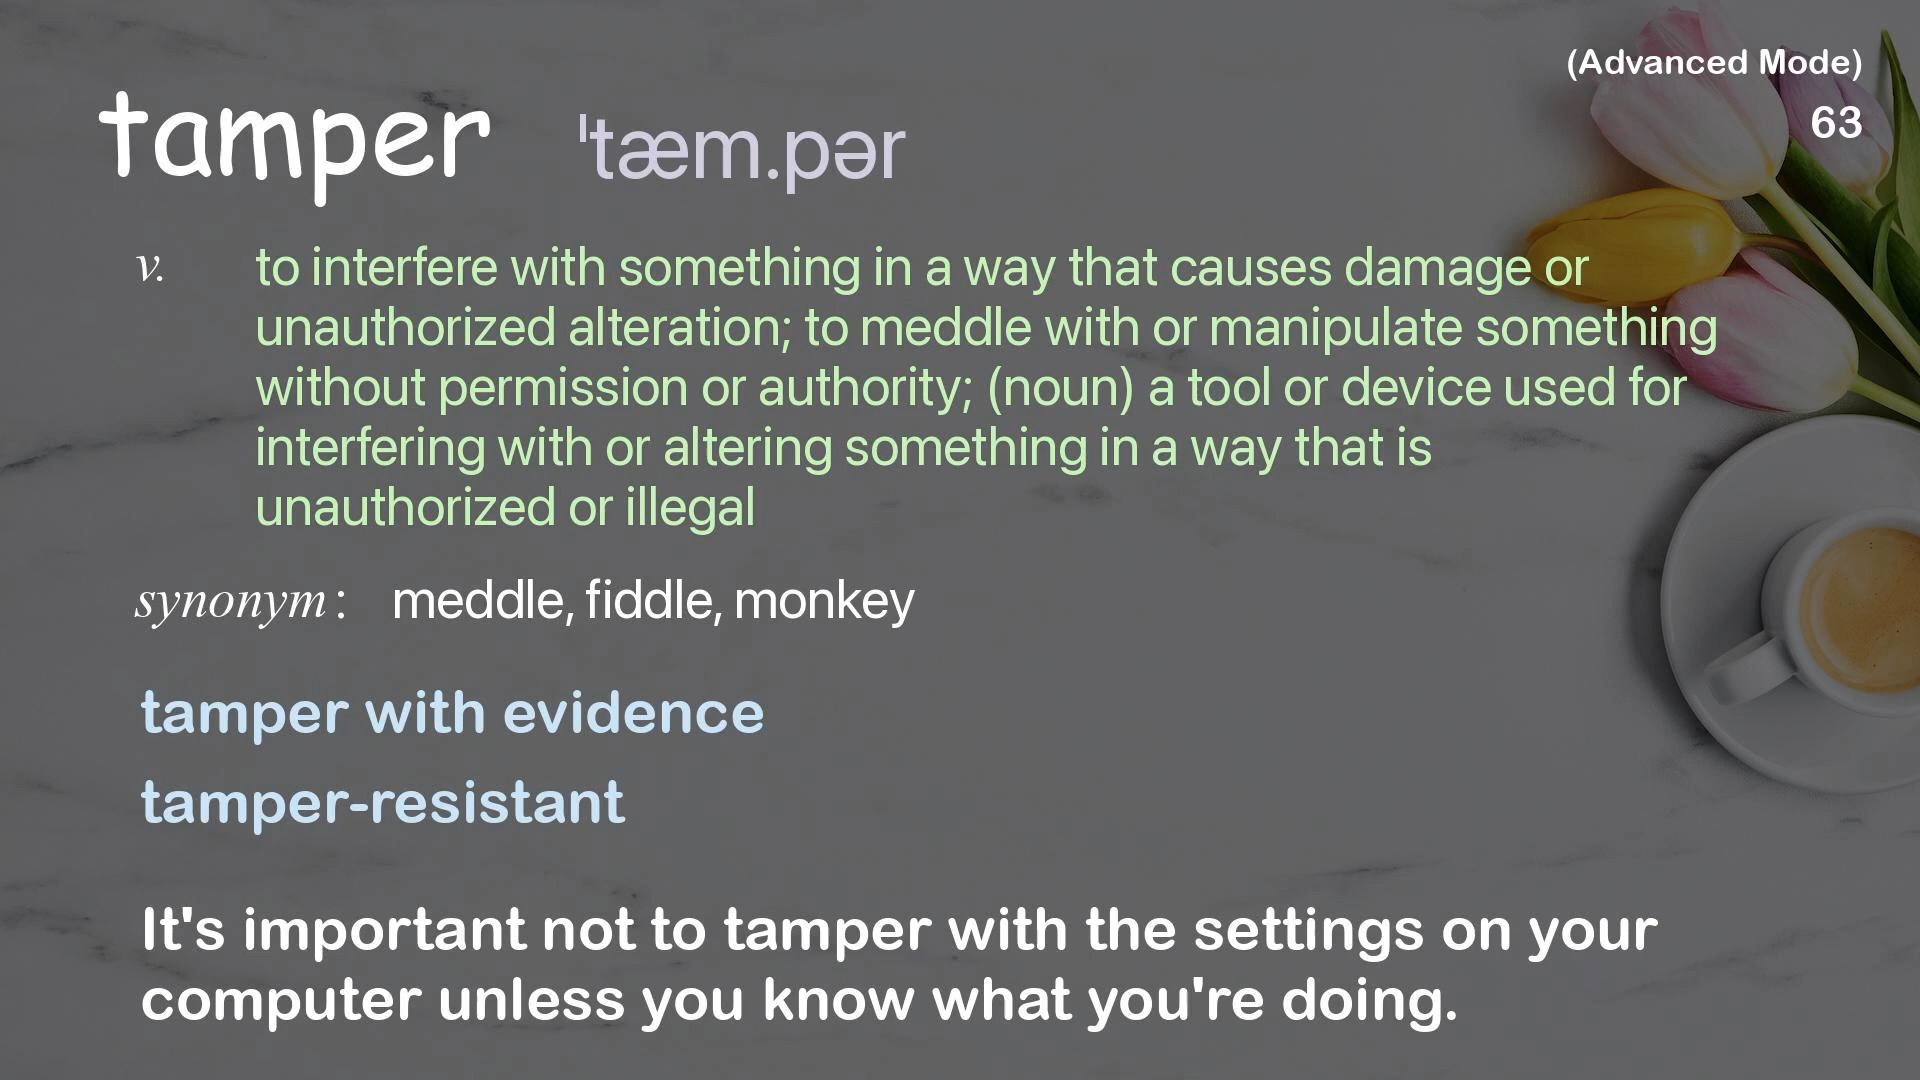 (Advanced Mode)
tamper ˈtæm.pər
63
v. to interfere with something in a way that causes damage or
unauthorized alteration; to meddle with or manipulate something
without permission or authority; (noun) a tool or device used for
interfering with or altering something in a way that is
unauthorized or illegal
synonym: meddle, fiddle, monkey
tamper with evidence
tamper-resistant
It's important not to tamper with the settings on your
computer unless you know what you're doing.